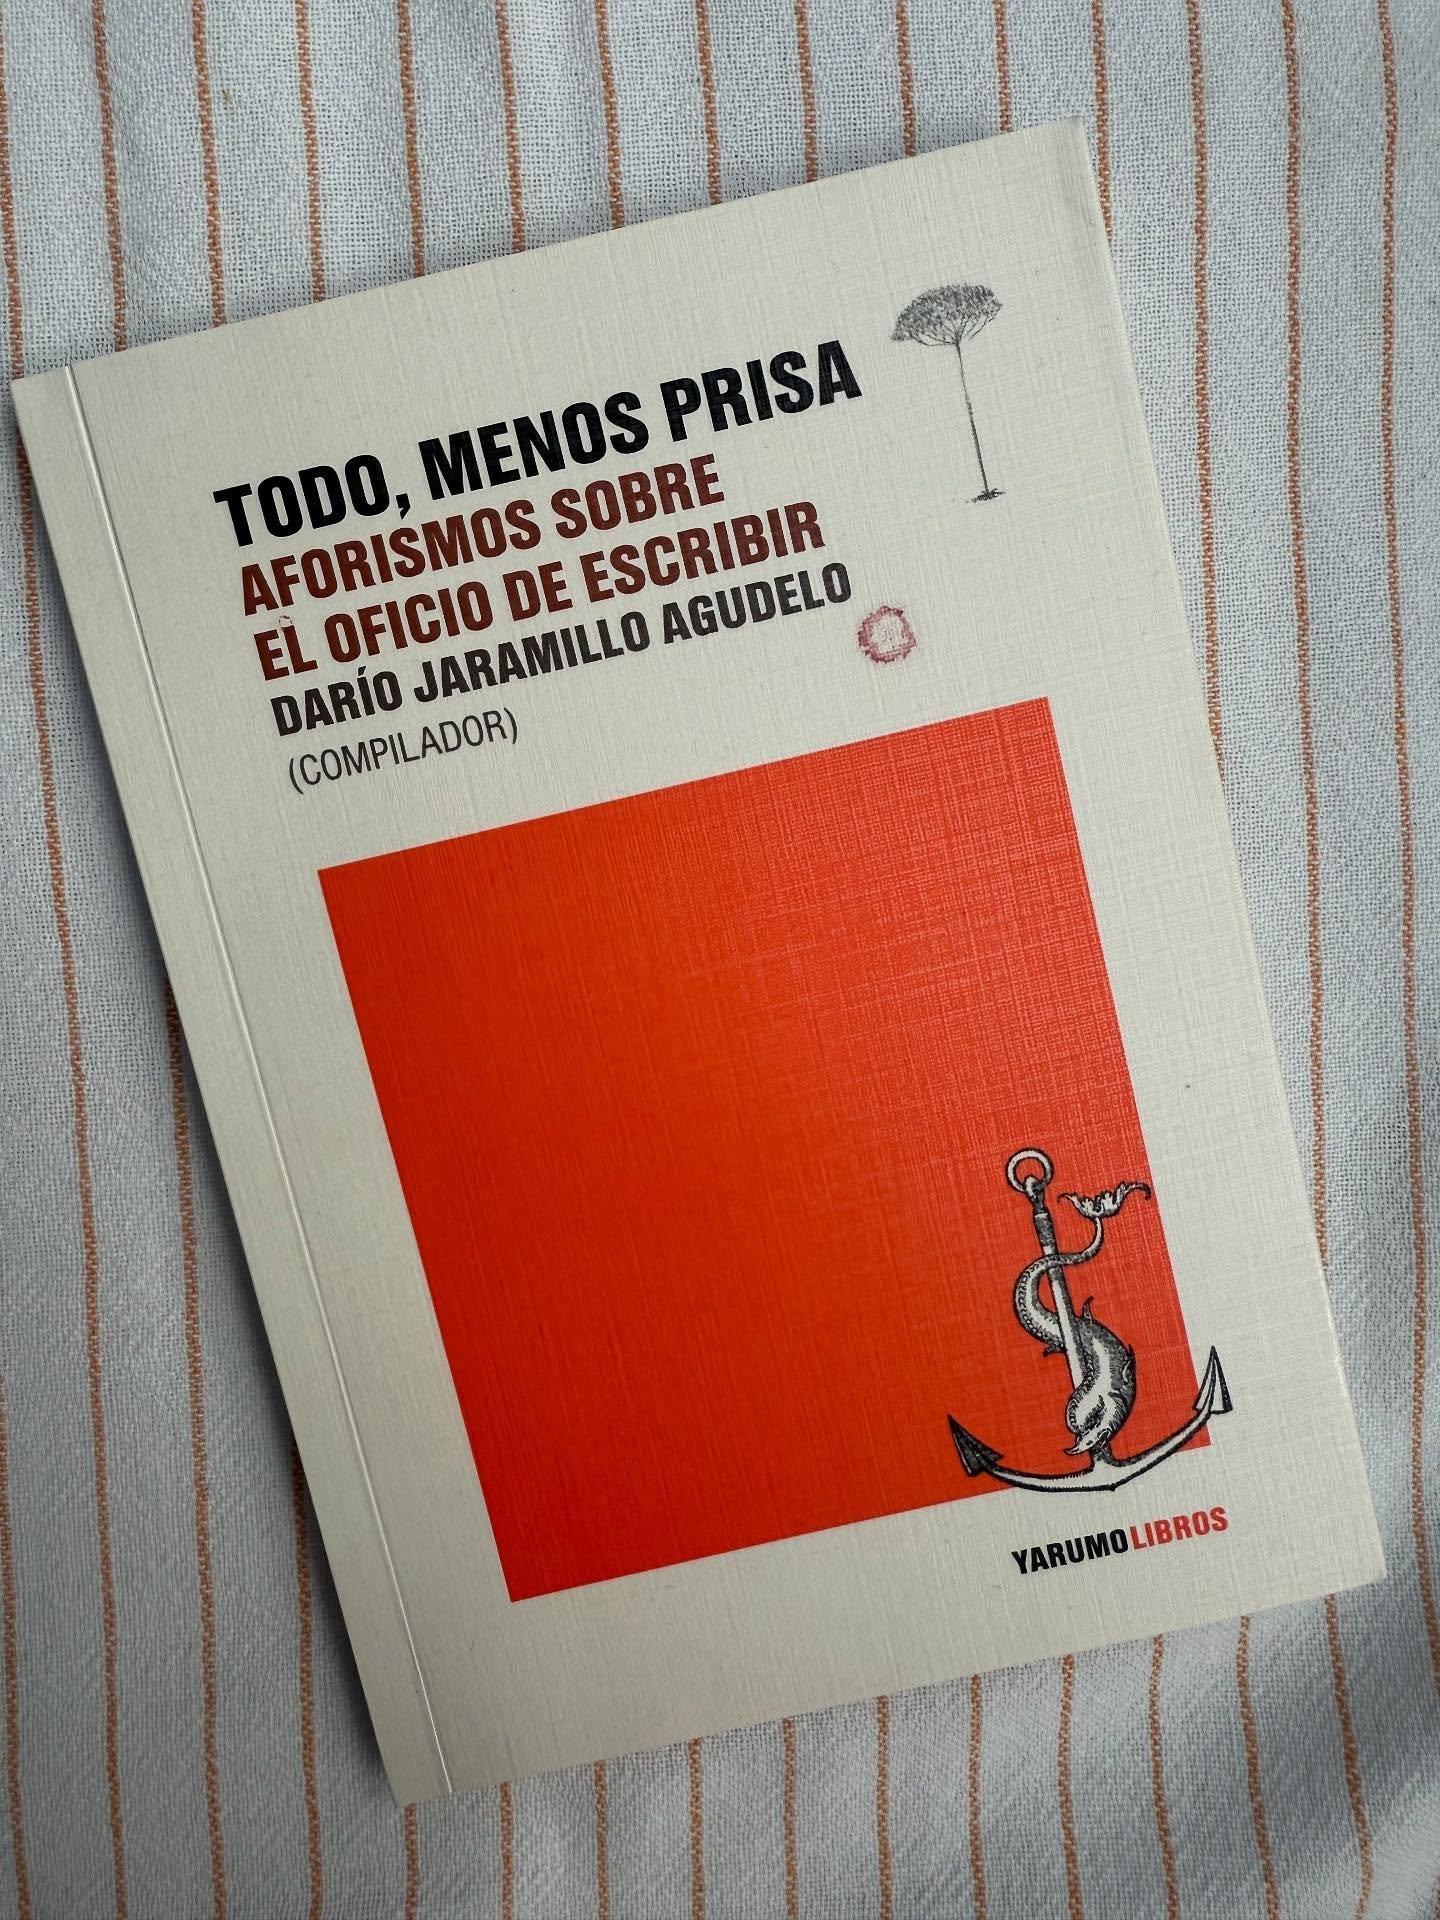 TODO, MENOS PRISA
AFORISMOS SOBRE
EL OFICIO DE ESCRIBIR
DARÍO JARAMILLO AGUDELO
(COMPILADOR)
YARUMO LIBROS